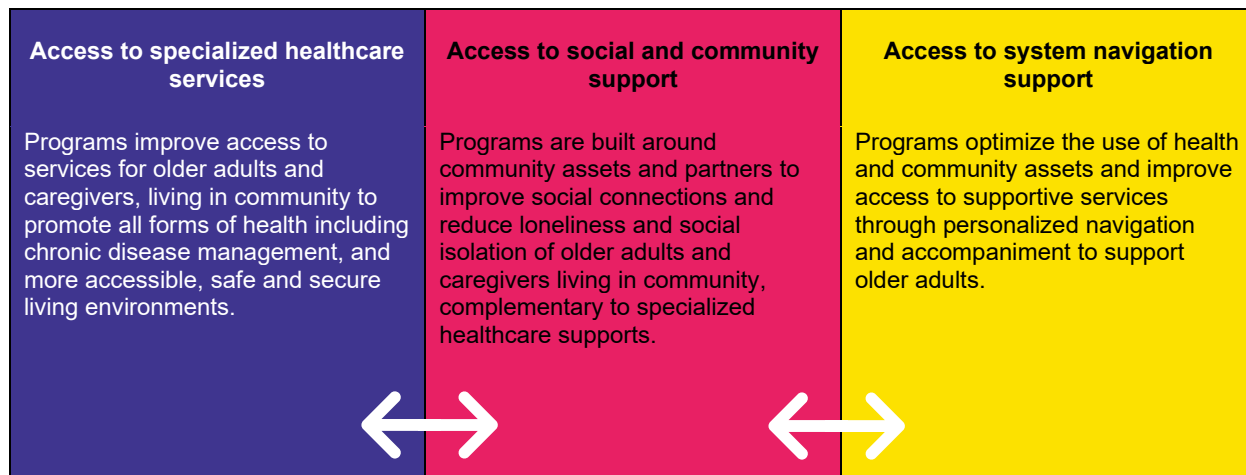 Access to specialized healthcare
services
Programs improve access to
services for older adults and
caregivers, living in community to
promote all forms of health including
chronic disease management, and
more accessible, safe and secure
living environments.
Access to social and community
support
Programs are built around
community assets and partners to
improve social connections and
reduce loneliness and social
isolation of older adults and
caregivers living in community,
complementary to specialized
healthcare supports.
Access to system navigation
support
Programs optimize the use of health
and community assets and improve
access to supportive services
through personalized navigation
and accompaniment to support
older adults.